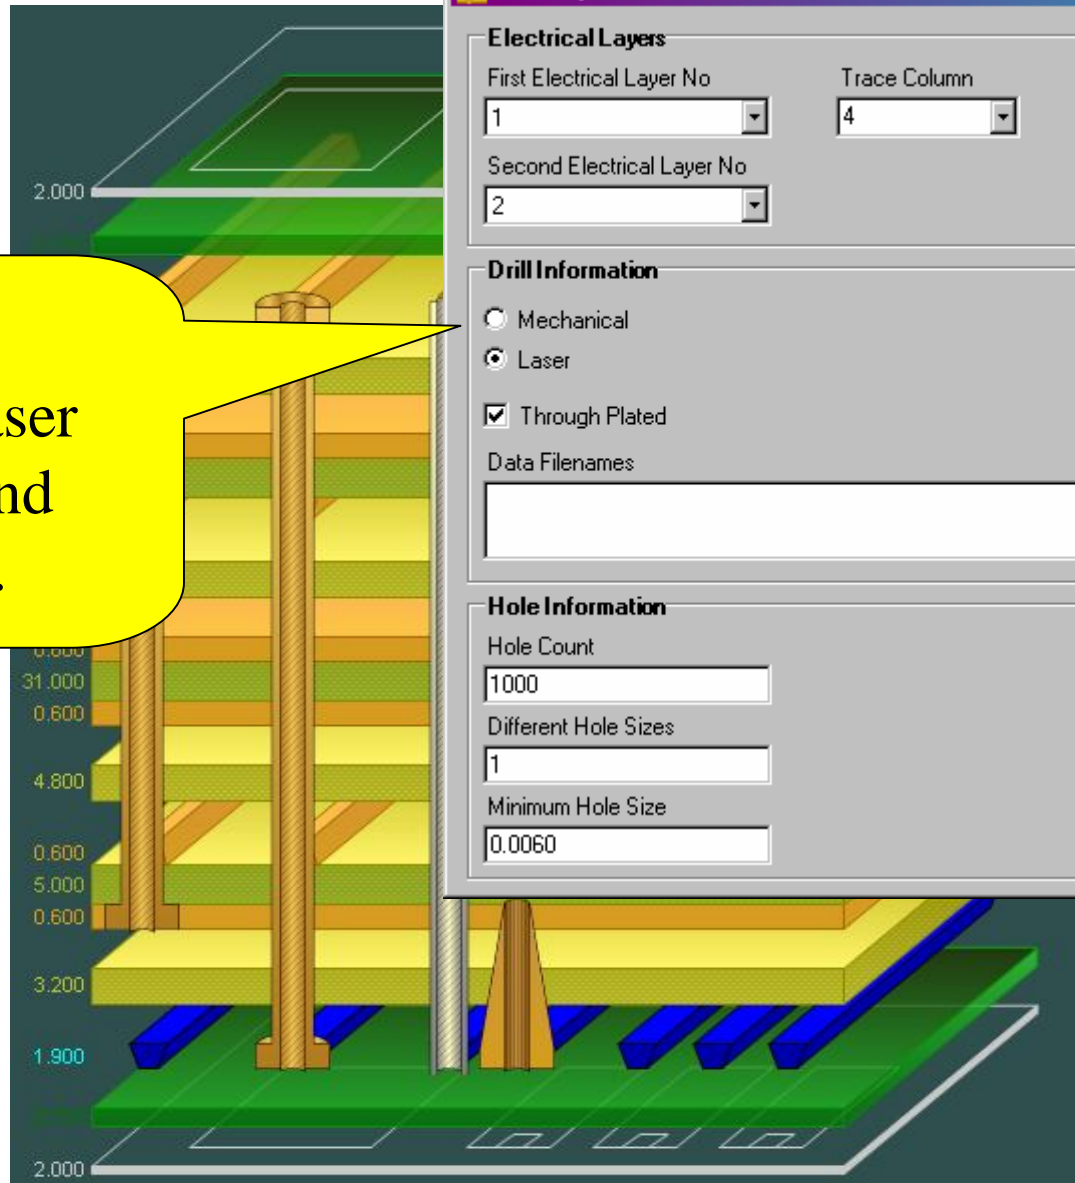 Electrical Layers
First Electrical Layer No
Trace Column
1
4
Second Electrical Layer No
2
Drill Information
Mechanical
Laser
Through Plated
Data Filenames
Hole Information
Hole Count
1000
Different Hole Sizes
1
Minimum Hole Size
0.0060
.
2.000
31.000
0.600
4.800
0.600
5.000
0.600
3.200
1.900
2.000